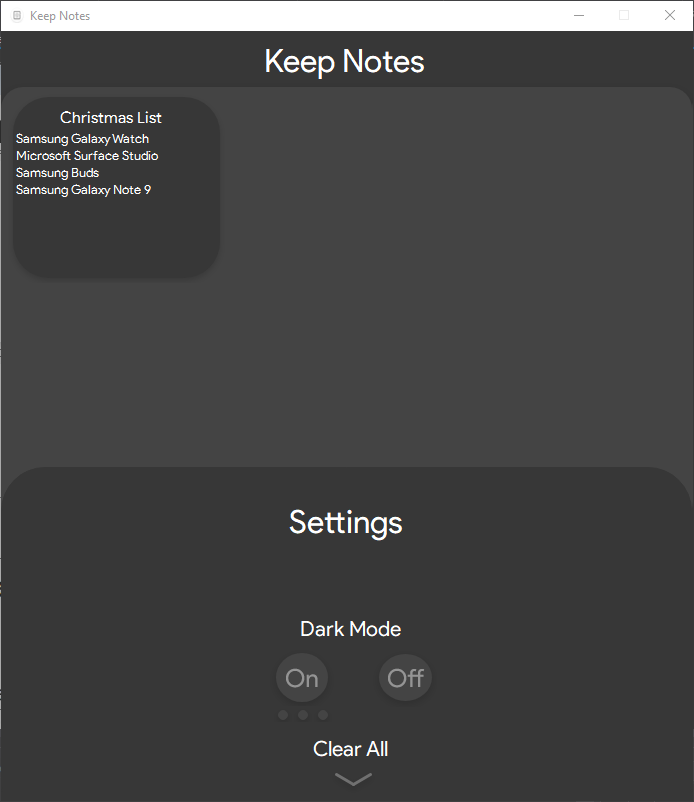 Keep Notes
Keep Notes
Christmas List
Samsung Galaxy Watch
Microsoft Surface Studio
Samsung Buds
Samsung Galaxy Note 9
Settings
Dark Mode
On Off
Clear All